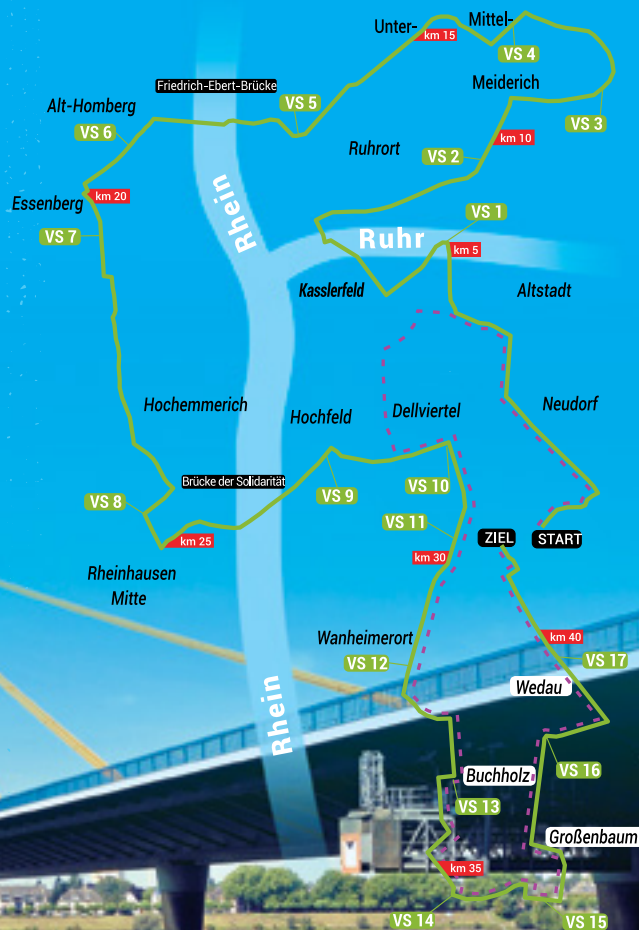 Unter-
Mittel-
km 15
VS 4
Meiderich
Friedrich-Ebert-Brücke
VS 5
VS 3
Alt-Homberg
VS 6
km 10
Ruhrort
VS 2
km 20
Essenberg
VS 7
Rhein
VS 1
Ruhr
km 5
Kasslerfeld
Altstadt
Hochemmerich
Hochfeld
Dellviertel
Neudorf
Brücke der Solidarität
VS 10
VS 9
VS 8
VS 11
km 25
ZIEL
START
km 30
Rheinhausen
Mitte
Wanheimerort
km 40
VS 12
VS 17
Wedau
Rhein
Buchholz
VS 16
VS 13
Großenbaum
km 35
VS 14
VS 15